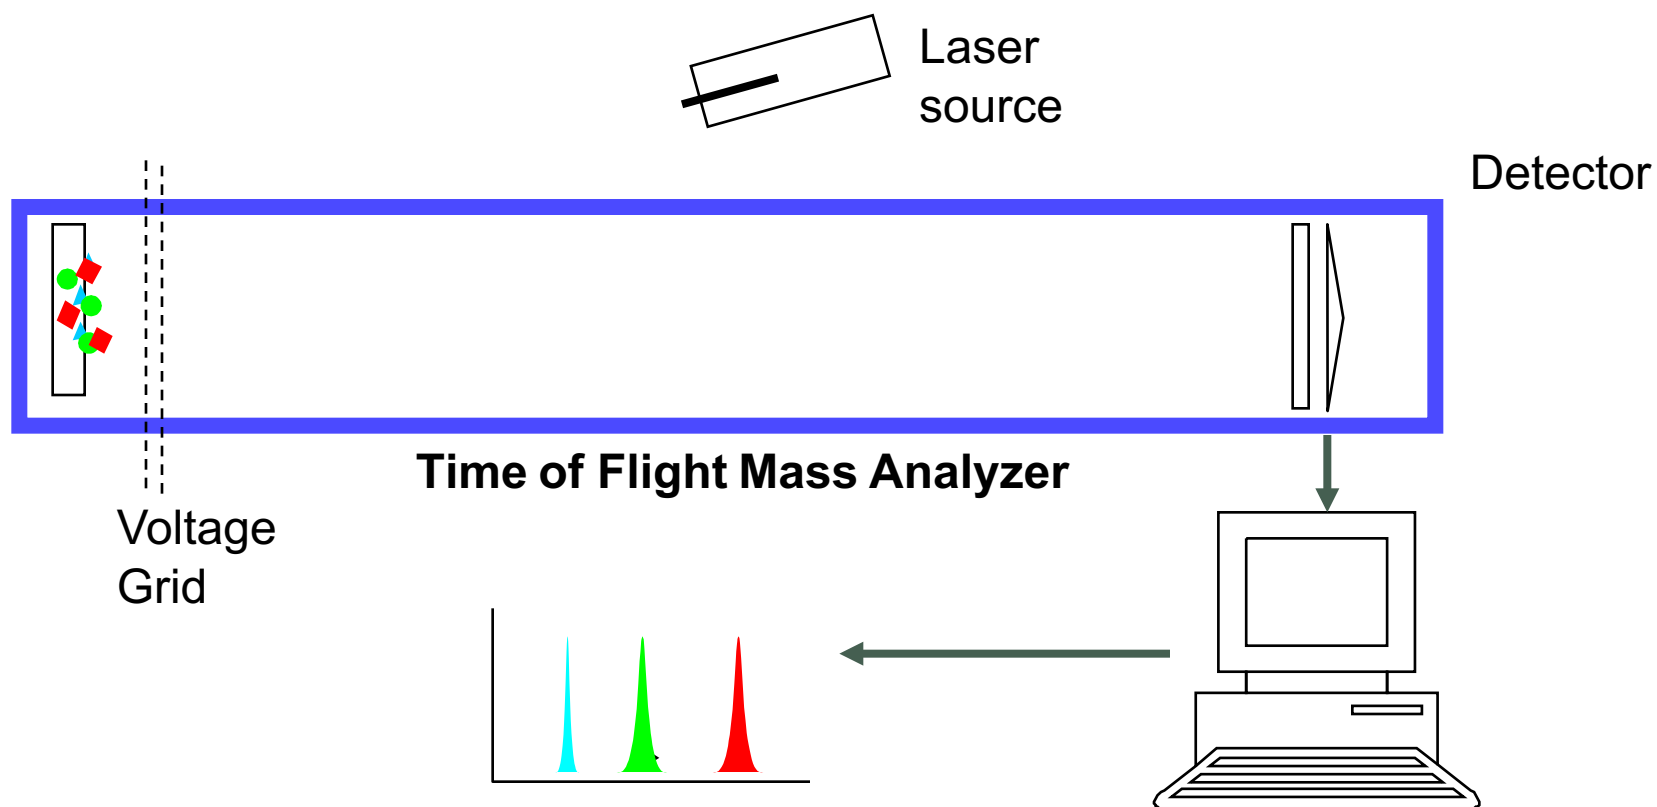 Laser
source
Detector
Time of Flight Mass Analyzer
Voltage
Grid